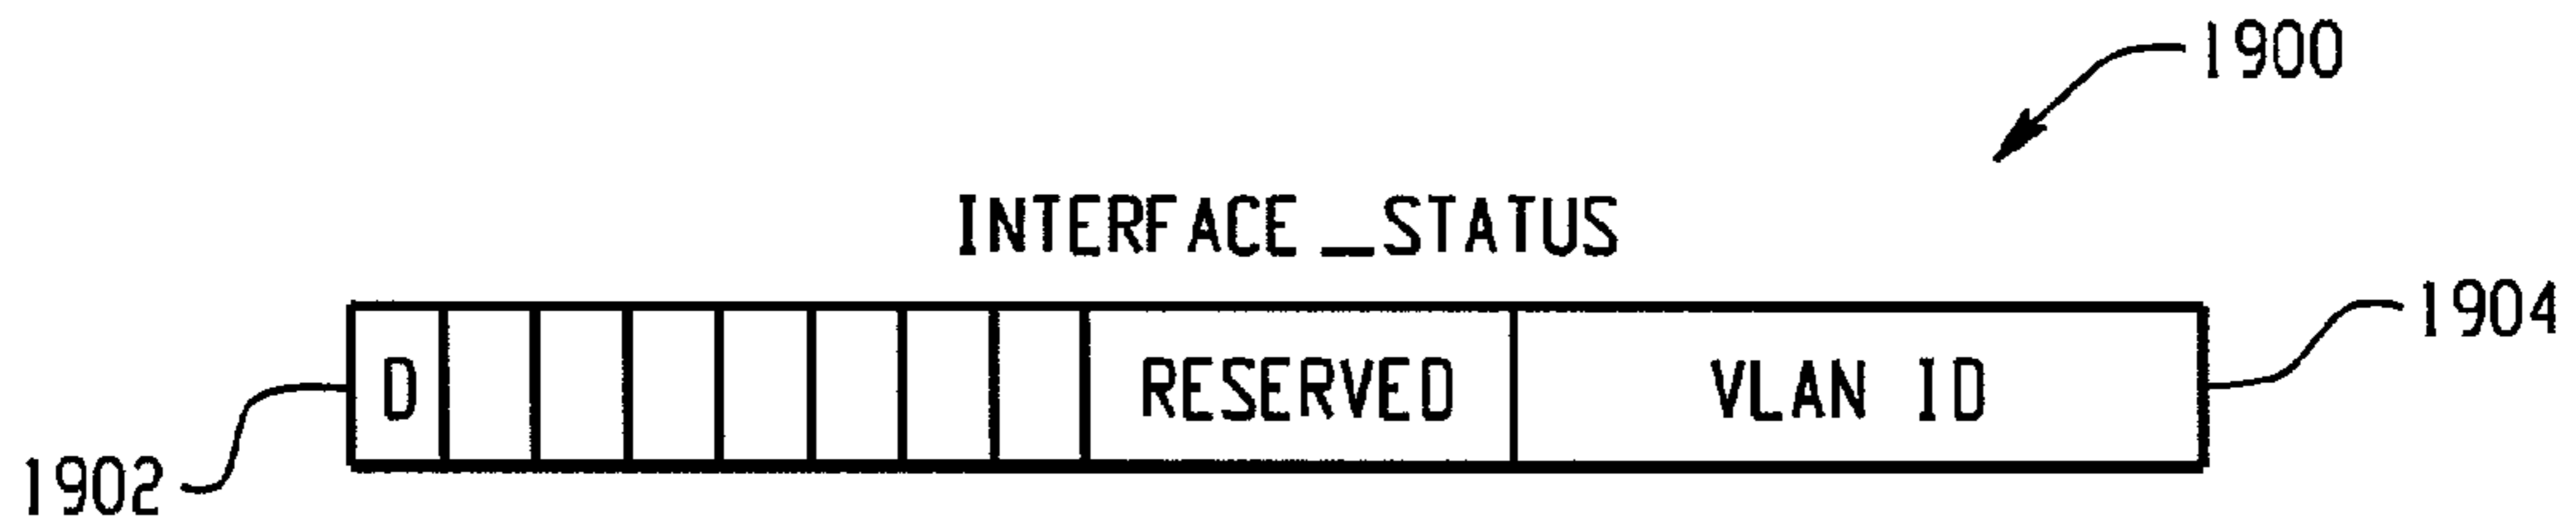 1900
INTERFACE_STATUS
1904
D RESERVED VLAN ID
1902